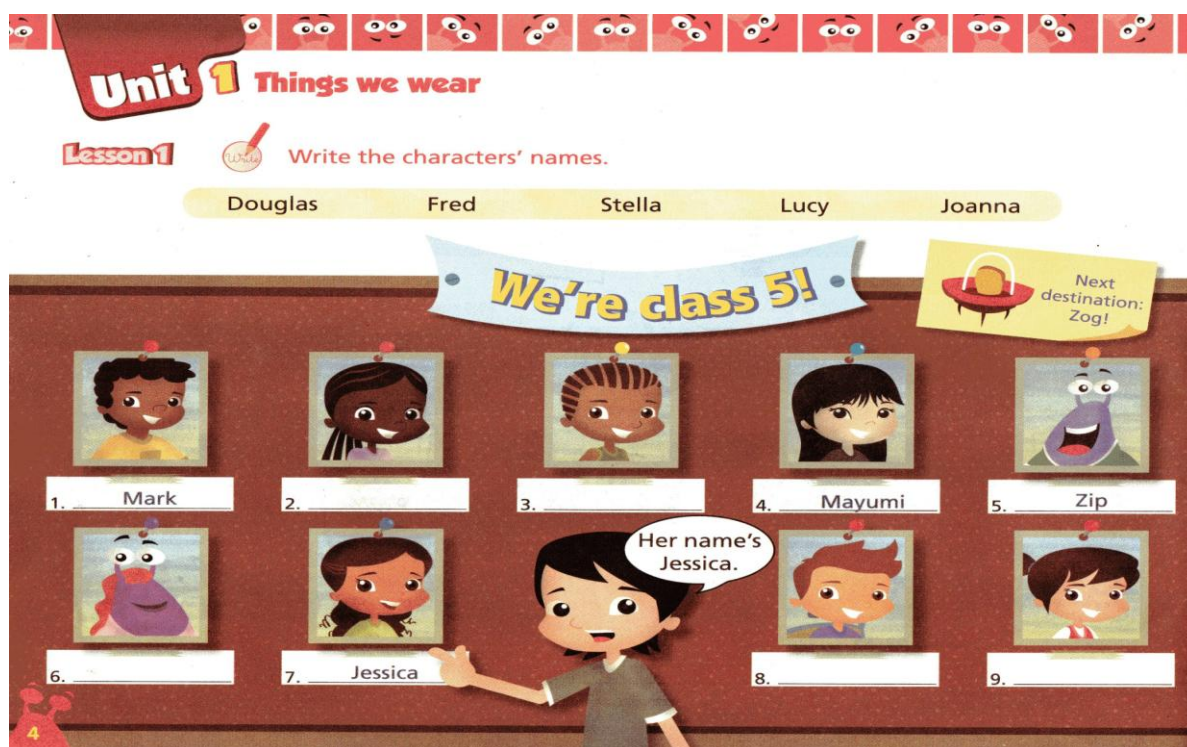 Unit 1 Things we wear
Lesson 1 Write Write the characters' names.
Douglas Fred Stella Lucy Joanna
We're class 5!
Next
destination:
Zog!
1. Mark
2.
3.
4. Mayumi
5. Zip
Her name's
Jessica.
6.
7. Jessica
8.
9.
4